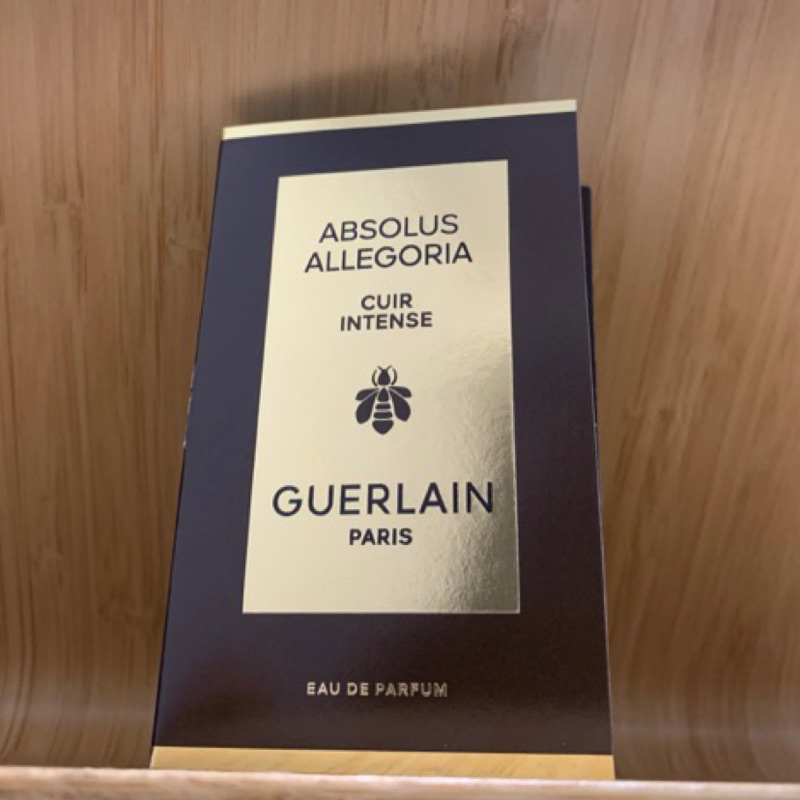 ABSOLUS
ALLEGORIA
CUIR
INTENSE
GUERLAIN
PARIS
EAU DE PARFUM